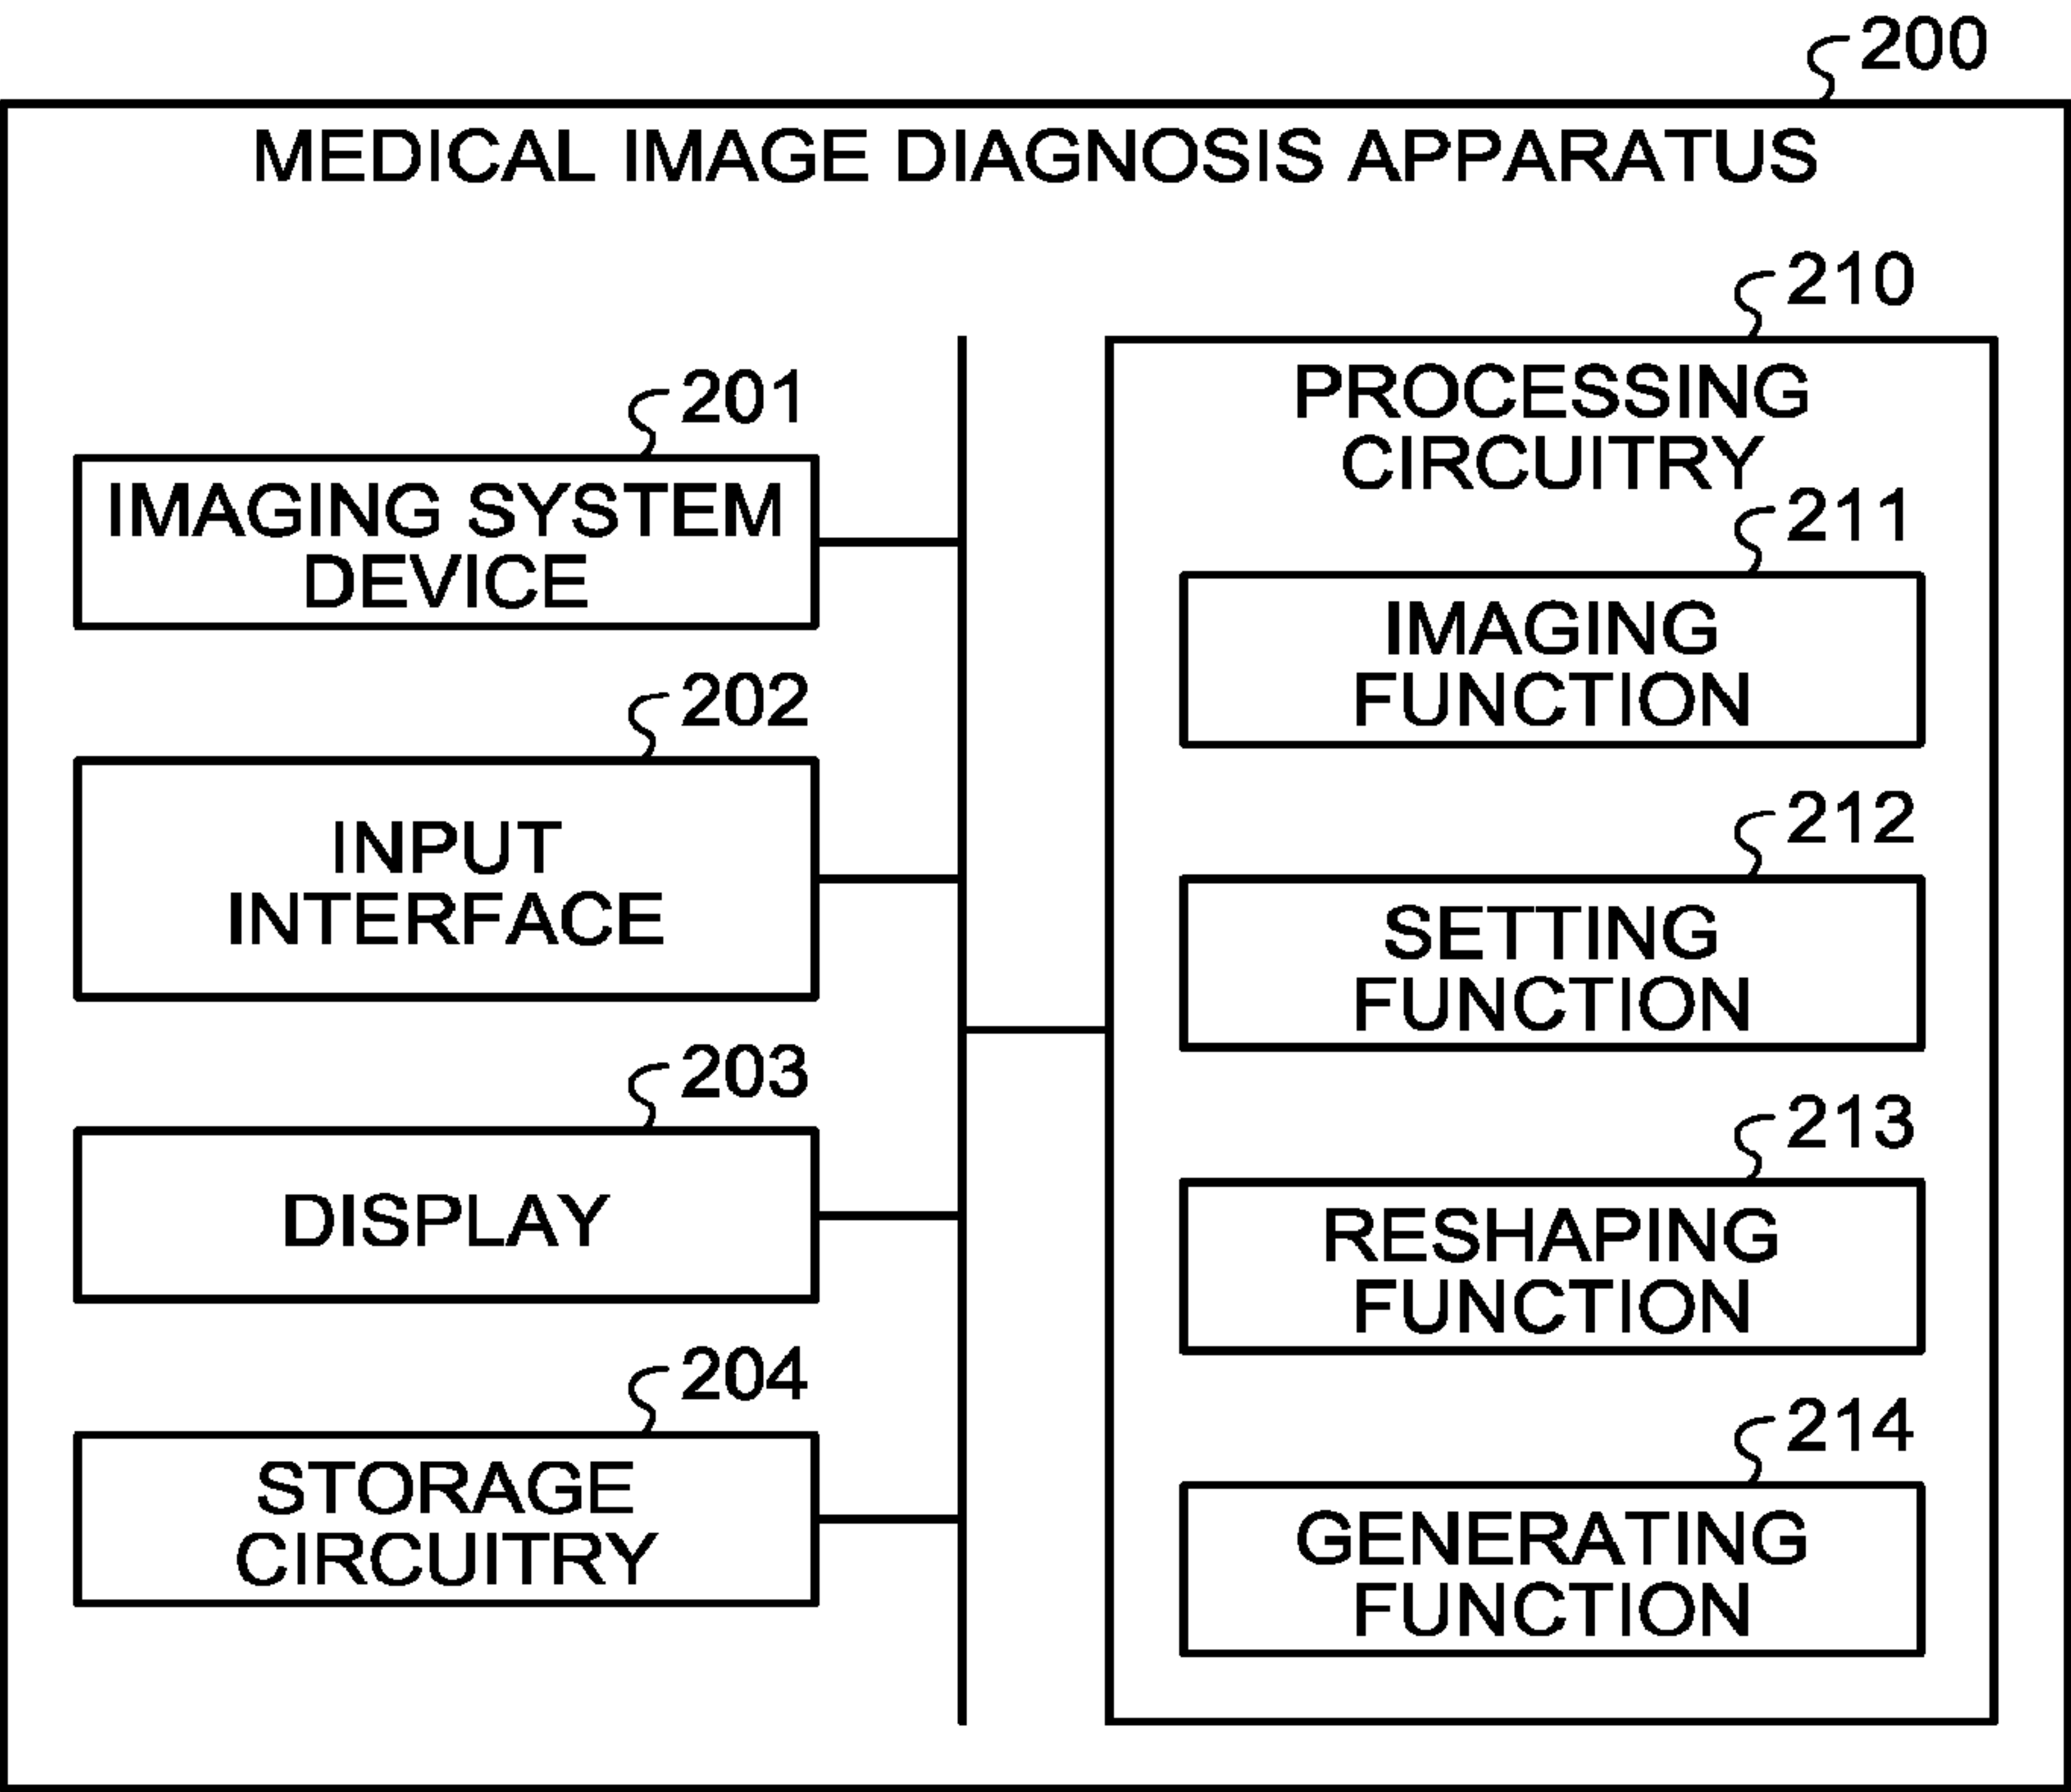 200
MEDICAL IMAGE DIAGNOSIS APPARATUS
201
IMAGING SYSTEM
DEVICE
202
INPUT
INTERFACE
203
DISPLAY
204
STORAGE
CIRCUITRY
210
PROCESSING
CIRCUITRY
211
IMAGING
FUNCTION
212
SETTING
FUNCTION
213
RESHAPING
FUNCTION
214
GENERATING
FUNCTION